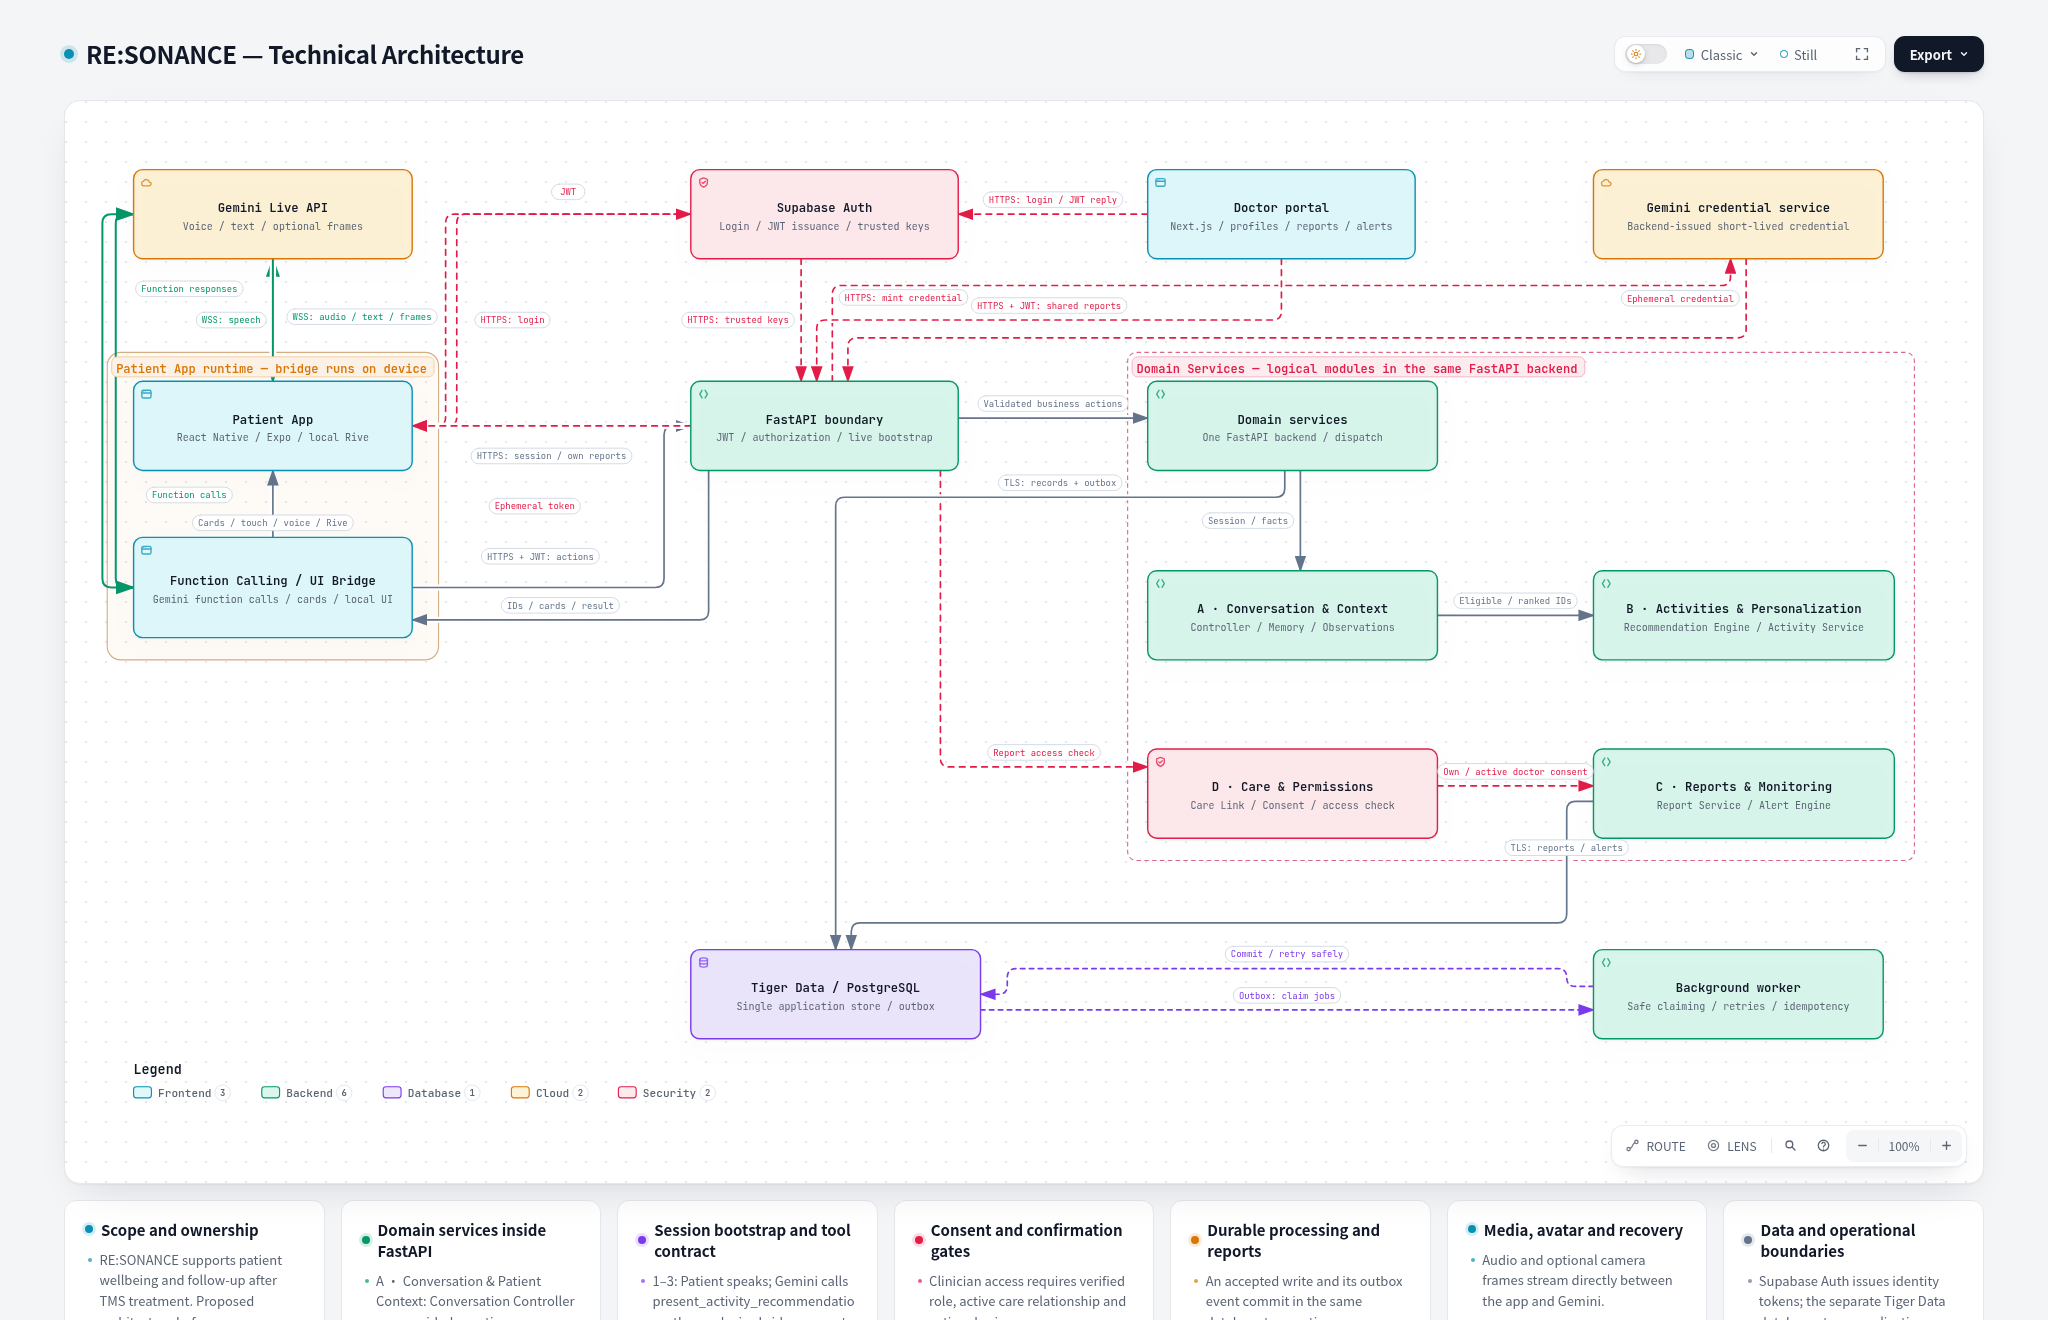 RE:SONANCE — Technical Architecture
Classic
Still
Export
Gemini Live API
Voice / text / optional frames
JWT
Supabase Auth
Login / JWT issuance / trusted keys
HTTPS: login / JWT reply
Doctor portal
Next.js / profiles / reports / alerts
Gemini credential service
Backend-issued short-lived credential
Function responses
WSS: speech
WSS: audio / text / frames
HTTPS: login
HTTPS: trusted keys
HTTPS: mint credential
HTTPS + JWT: shared reports
Ephemeral credential
Patient App runtime — bridge runs on device
Domain Services — logical modules in the same FastAPI backend
Patient App
React Native / Expo / local Rive
FastAPI boundary
JWT / authorization / live bootstrap
Validated business actions
Domain services
One FastAPI backend / dispatch
HTTPS: session / own reports
TLS: records + outbox
Function calls
Ephemeral token
Cards / touch / voice / Rive
Session / facts
HTTPS + JWT: actions
Function Calling / UI Bridge
Gemini function calls / cards / local UI
IDs / cards / result
A · Conversation & Context
Controller / Memory / Observations
Eligible / ranked IDs
B · Activities & Personalization
Recommendation Engine / Activity Service
Report access check
D · Care & Permissions
Care Link / Consent / access check
Own / active doctor consent
C · Reports & Monitoring
Report Service / Alert Engine
TLS: reports / alerts
Tiger Data / PostgreSQL
Single application store / outbox
Commit / retry safely
Outbox: claim jobs
Background worker
Safe claiming / retries / idempotency
Legend
Frontend 3
Backend 6
Database 1
Cloud 2
Security 2
ROUTE
LENS
− 100% +
Scope and ownership
• RE:SONANCE supports patient
wellbeing and follow-up after
TMS treatment. Proposed
Domain services inside
FastAPI
• A · Conversation & Patient
Context: Conversation Controller
Session bootstrap and tool
contract
• 1–3: Patient speaks; Gemini calls
present_activity_recommendatio
Consent and confirmation
gates
• Clinician access requires verified
role, active care relationship and
Durable processing and
reports
• An accepted write and its outbox
event commit in the same
Media, avatar and recovery
• Audio and optional camera
frames stream directly between
the app and Gemini.
Data and operational
boundaries
• Supabase Auth issues identity
tokens; the separate Tiger Data